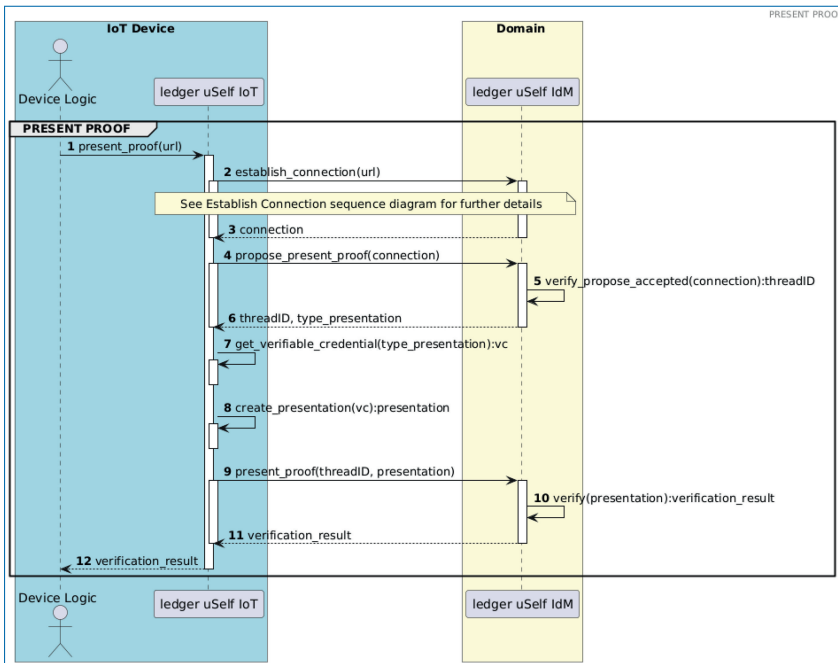 PRESENT PROO
IoT Device
Domain
Device Logic
ledger uSelf IoT
ledger uSelf IdM
PRESENT PROOF
1 present_proof(url)
2 establish_connection(url)
See Establish Connection sequence diagram for further details
3 connection
4 propose_present_proof(connection)
5 verify_propose_accepted(connection):threadID
6 threadID, type_presentation
7 get_verifiable_credential(type_presentation):vc
8 create_presentation(vc):presentation
9 present_proof(threadID, presentation)
10 verify(presentation):verification_result
11 verification_result
12 verification_result
Device Logic
ledger uSelf IoT
ledger uSelf IdM